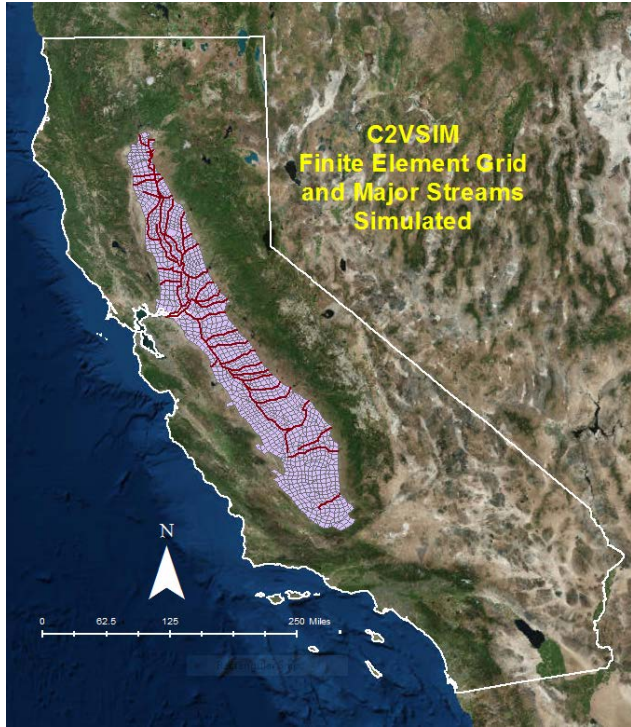 C2VSIM
Finite Element Grid
and Major Streams
Simulated
N
0 62.5 125 250 Miles